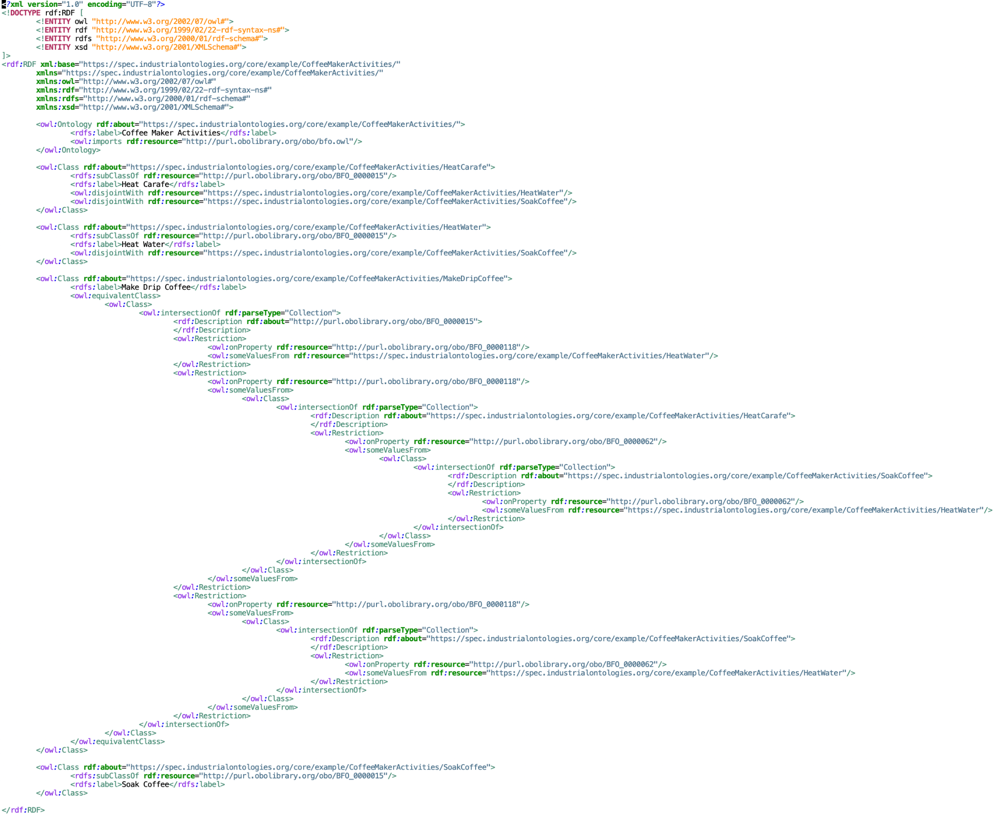 <?xml version="1.0" encoding="UTF-8"?>
<!DOCTYPE rdf:RDF [
<!ENTITY owl "http://www.w3.org/2002/07/owl#">
<!ENTITY rdf "http://www.w3.org/1999/02/22-rdf-syntax-ns#">
<!ENTITY rdfs "http://www.w3.org/2000/01/rdf-schema#">
<!ENTITY xsd "http://www.w3.org/2001/XMLSchema#">
]>
<rdf:RDF xml:base="https://spec.industrialontologies.org/core/example/CoffeeMakerActivities/"
xmlns="https://spec.industrialontologies.org/core/example/CoffeeMakerActivities/"
xmlns:owl="http://www.w3.org/2002/07/owl#"
xmlns:rdf="http://www.w3.org/1999/02/22-rdf-syntax-ns#"
xmlns:rdfs="http://www.w3.org/2000/01/rdf-schema#"
xmlns:xsd="http://www.w3.org/2001/XMLSchema#">
<owl:Ontology rdf:about="https://spec.industrialontologies.org/core/example/CoffeeMakerActivities/">
<rdfs:label>Coffee Maker Activities</rdfs:label>
<owl:imports rdf:resource="http://purl.obolibrary.org/obo/bfo.owl"/>
</owl:Ontology>
<owl:Class rdf:about="https://spec.industrialontologies.org/core/example/CoffeeMakerActivities/HeatCarafe">
<rdfs:subClassOf rdf:resource="http://purl.obolibrary.org/obo/BFO_0000015"/>
<rdfs:label>Heat Carafe</rdfs:label>
<owl:disjointWith rdf:resource="https://spec.industrialontologies.org/core/example/CoffeeMakerActivities/HeatWater"/>
<owl:disjointWith rdf:resource="https://spec.industrialontologies.org/core/example/CoffeeMakerActivities/SoakCoffee"/>
</owl:Class>
<owl:Class rdf:about="https://spec.industrialontologies.org/core/example/CoffeeMakerActivities/HeatWater">
<rdfs:subClassOf rdf:resource="http://purl.obolibrary.org/obo/BFO_0000015"/>
<rdfs:label>Heat Water</rdfs:label>
<owl:disjointWith rdf:resource="https://spec.industrialontologies.org/core/example/CoffeeMakerActivities/SoakCoffee"/>
</owl:Class>
<owl:Class rdf:about="https://spec.industrialontologies.org/core/example/CoffeeMakerActivities/MakeDripCoffee">
<rdfs:label>Make Drip Coffee</rdfs:label>
<owl:equivalentClass>
<owl:Class>
<owl:intersectionOf rdf:parseType="Collection">
<rdf:Description rdf:about="http://purl.obolibrary.org/obo/BFO_0000015">
</rdf:Description>
<owl:Restriction>
<owl:onProperty rdf:resource="http://purl.obolibrary.org/obo/BFO_0000118"/>
<owl:someValuesFrom rdf:resource="https://spec.industrialontologies.org/core/example/CoffeeMakerActivities/HeatWater"/>
</owl:Restriction>
<owl:Restriction>
<owl:onProperty rdf:resource="http://purl.obolibrary.org/obo/BFO_0000118"/>
<owl:someValuesFrom>
<owl:Class>
<owl:intersectionOf rdf:parseType="Collection">
<rdf:Description rdf:about="https://spec.industrialontologies.org/core/example/CoffeeMakerActivities/HeatCarafe">
</rdf:Description>
<owl:Restriction>
<owl:onProperty rdf:resource="http://purl.obolibrary.org/obo/BFO_0000062"/>
<owl:someValuesFrom>
<owl:Class>
<owl:intersectionOf rdf:parseType="Collection">
<rdf:Description rdf:about="https://spec.industrialontologies.org/core/example/CoffeeMakerActivities/SoakCoffee">
</rdf:Description>
<owl:Restriction>
<owl:onProperty rdf:resource="http://purl.obolibrary.org/obo/BFO_0000062"/>
<owl:someValuesFrom rdf:resource="https://spec.industrialontologies.org/core/example/CoffeeMakerActivities/HeatWater"/>
</owl:Restriction>
</owl:intersectionOf>
</owl:Class>
</owl:someValuesFrom>
</owl:Restriction>
</owl:intersectionOf>
</owl:Class>
</owl:someValuesFrom>
</owl:Restriction>
<owl:Restriction>
<owl:onProperty rdf:resource="http://purl.obolibrary.org/obo/BFO_0000118"/>
<owl:someValuesFrom>
<owl:Class>
<owl:intersectionOf rdf:parseType="Collection">
<rdf:Description rdf:about="https://spec.industrialontologies.org/core/example/CoffeeMakerActivities/SoakCoffee">
</rdf:Description>
<owl:Restriction>
<owl:onProperty rdf:resource="http://purl.obolibrary.org/obo/BFO_0000062"/>
<owl:someValuesFrom rdf:resource="https://spec.industrialontologies.org/core/example/CoffeeMakerActivities/HeatWater"/>
</owl:Restriction>
</owl:intersectionOf>
</owl:Class>
</owl:someValuesFrom>
</owl:Restriction>
</owl:intersectionOf>
</owl:Class>
</owl:equivalentClass>
</owl:Class>
<owl:Class rdf:about="https://spec.industrialontologies.org/core/example/CoffeeMakerActivities/SoakCoffee">
<rdfs:subClassOf rdf:resource="http://purl.obolibrary.org/obo/BFO_0000015"/>
<rdfs:label>Soak Coffee</rdfs:label>
</owl:Class>
</rdf:RDF>